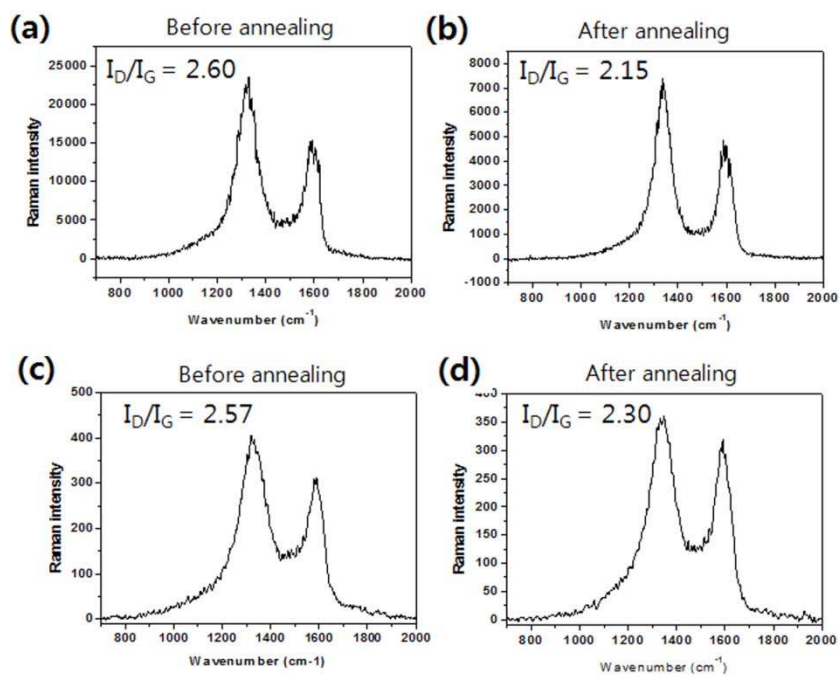 (a) Before annealing
I_D/I_G = 2.60
25000
20000
15000
10000
5000
0
Raman intensity
800 1000 1200 1400 1600 1800 2000
Wavenumber (cm⁻¹)
(b) After annealing
I_D/I_G = 2.15
8000
7000
6000
5000
4000
3000
2000
1000
0
-1000
Raman intensity
800 1000 1200 1400 1600 1800 2000
Wavenumber (cm⁻¹)
(c) Before annealing
I_D/I_G = 2.57
500
400
300
200
100
0
Raman intensity
800 1000 1200 1400 1600 1800 2000
Wavenumber (cm-1)
(d) After annealing
I_D/I_G = 2.30
400
350
300
250
200
150
100
50
0
Raman intensity
800 1000 1200 1400 1600 1800 2000
Wavenumber (cm⁻¹)